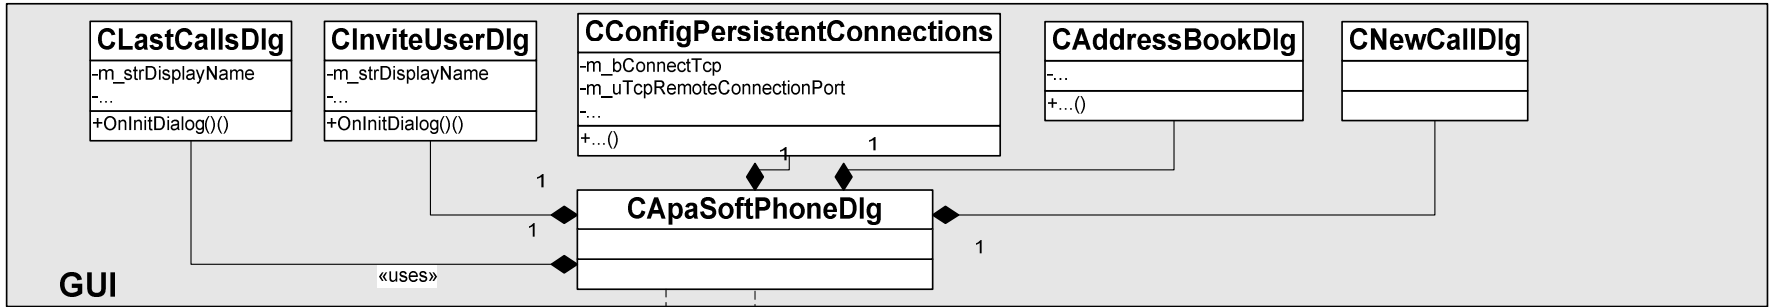 CLastCallsDlg
-m_strDisplayName
-...
+OnInitDialog()()
CInviteUserDlg
-m_strDisplayName
-...
+OnInitDialog()()
CConfigPersistentConnections
-m_bConnectTcp
-m_uTcpRemoteConnectionPort
-...
+...()
CAddressBookDlg
-...
+...()
CNewCallDlg
1
1
1
CApaSoftPhoneDlg
1
1
«uses»
GUI